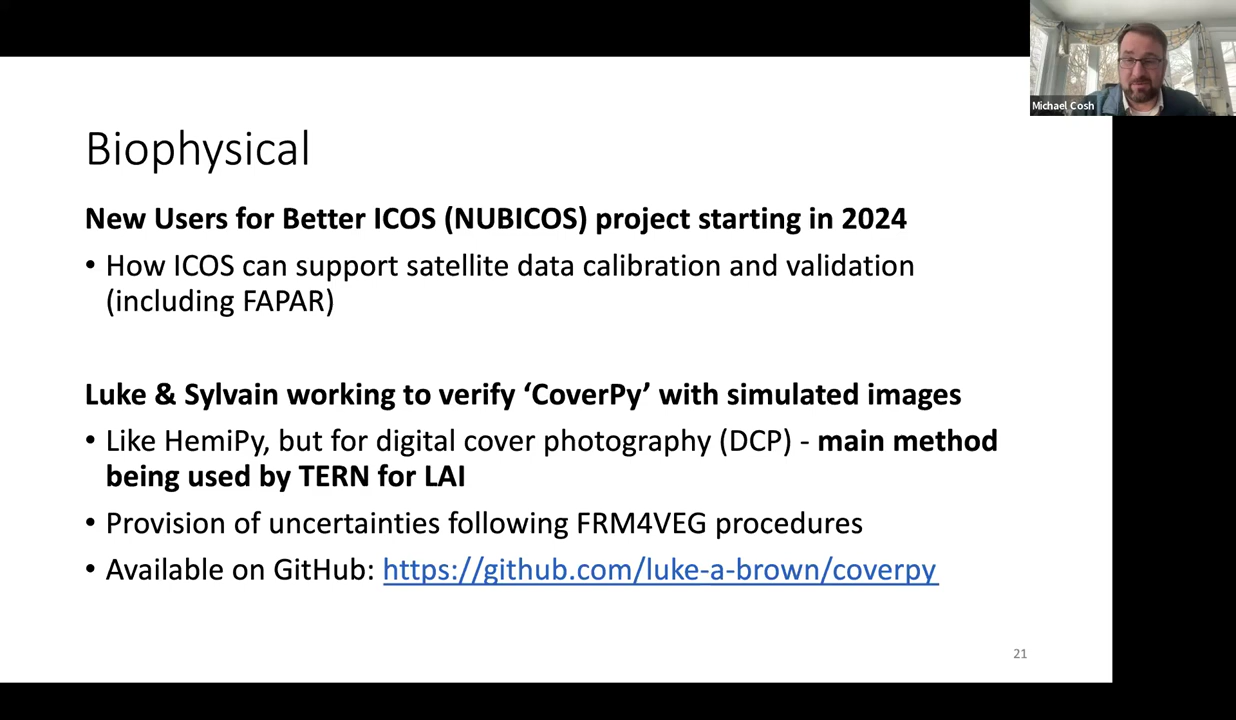 Michael Cosh
Biophysical
New Users for Better ICOS (NUBICOS) project starting in 2024
• How ICOS can support satellite data calibration and validation
(including FAPAR)
Luke & Sylvain working to verify ‘CoverPy’ with simulated images
• Like HemiPy, but for digital cover photography (DCP) - main method
being used by TERN for LAI
• Provision of uncertainties following FRM4VEG procedures
• Available on GitHub: https://github.com/luke-a-brown/coverpy
21